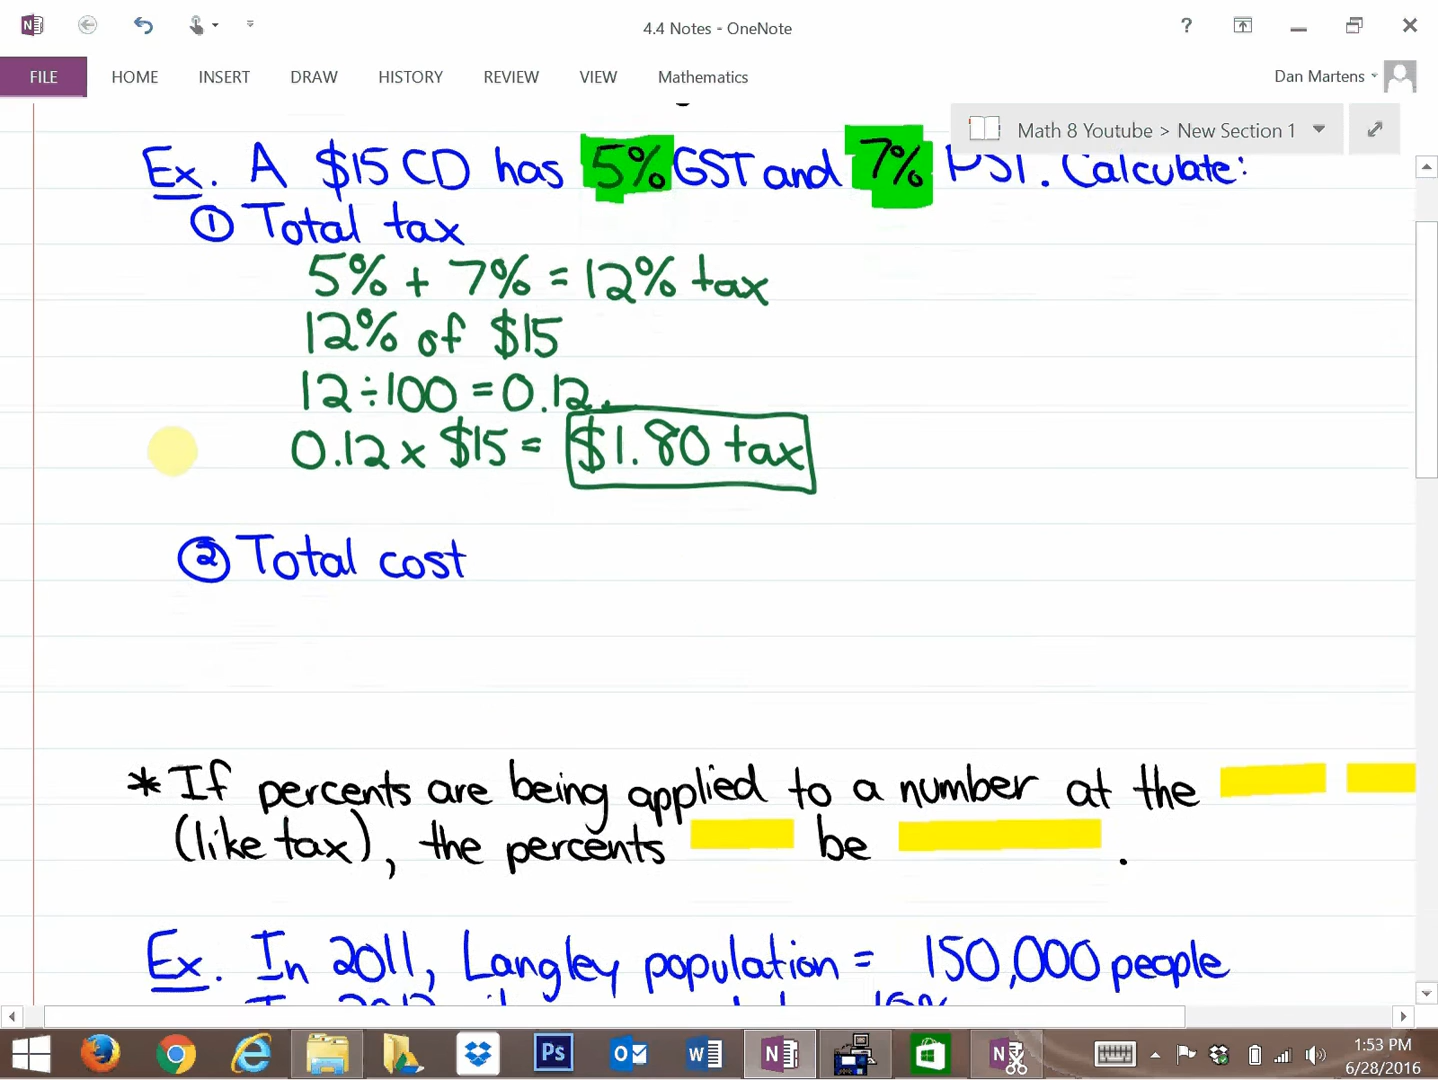 4.4 Notes - OneNote
?
FILE HOME INSERT DRAW HISTORY REVIEW VIEW Mathematics
Dan Martens
Math 8 Youtube > New Section 1
Ex. A $15 CD has 5% GST and 7% PST. Calculate:
① Total tax
5% + 7% = 12% tax
12% of $15
12 ÷ 100 = 0.12
0.12 x $15 = $1.80 tax
② Total cost
* If percents are being applied to a number at the
(like tax), the percents be .
Ex. In 2011, Langley population = 150,000 people
1:53 PM
6/28/2016